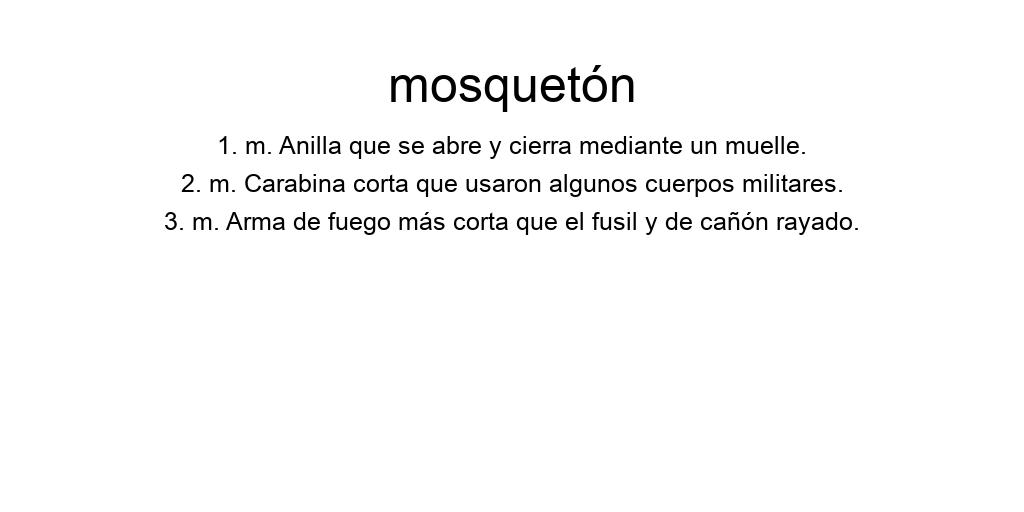 mosquetón
1. m. Anilla que se abre y cierra mediante un muelle.
2. m. Carabina corta que usaron algunos cuerpos militares.
3. m. Arma de fuego más corta que el fusil y de cañón rayado.